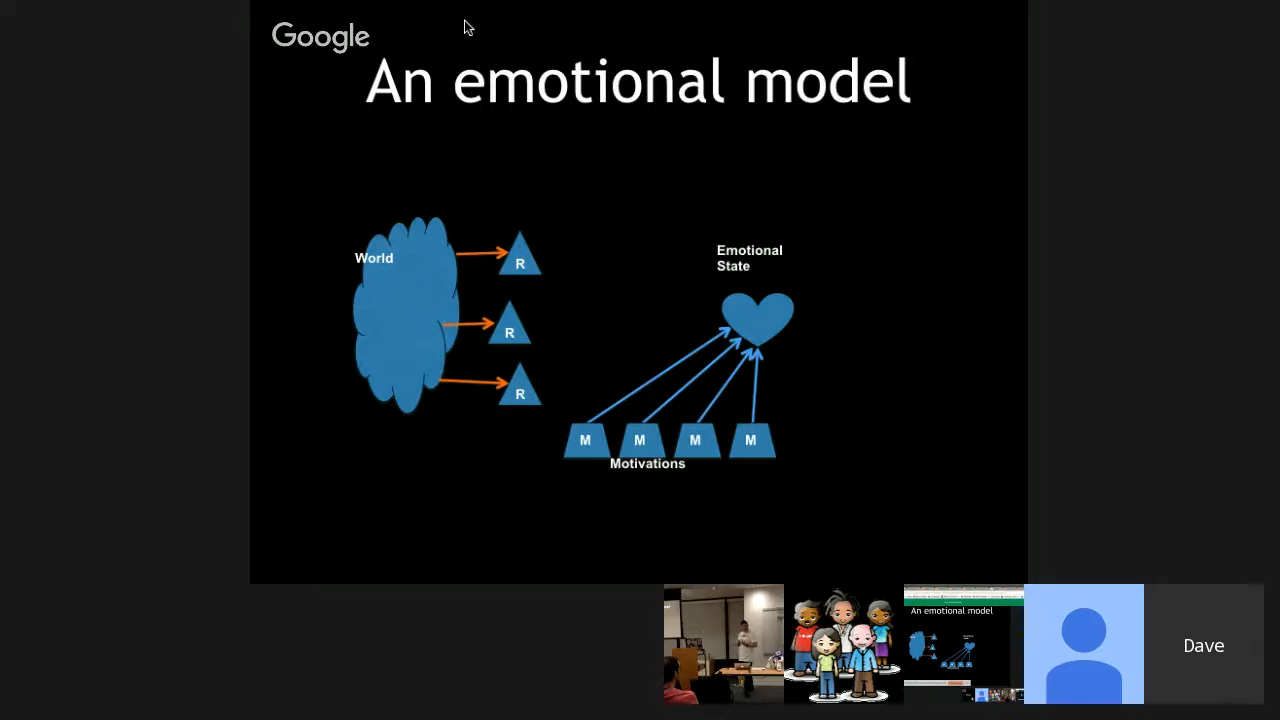 Google
An emotional model
World
R
R
R
Emotional
State
M M M M
Motivations
An emotional model
Dave